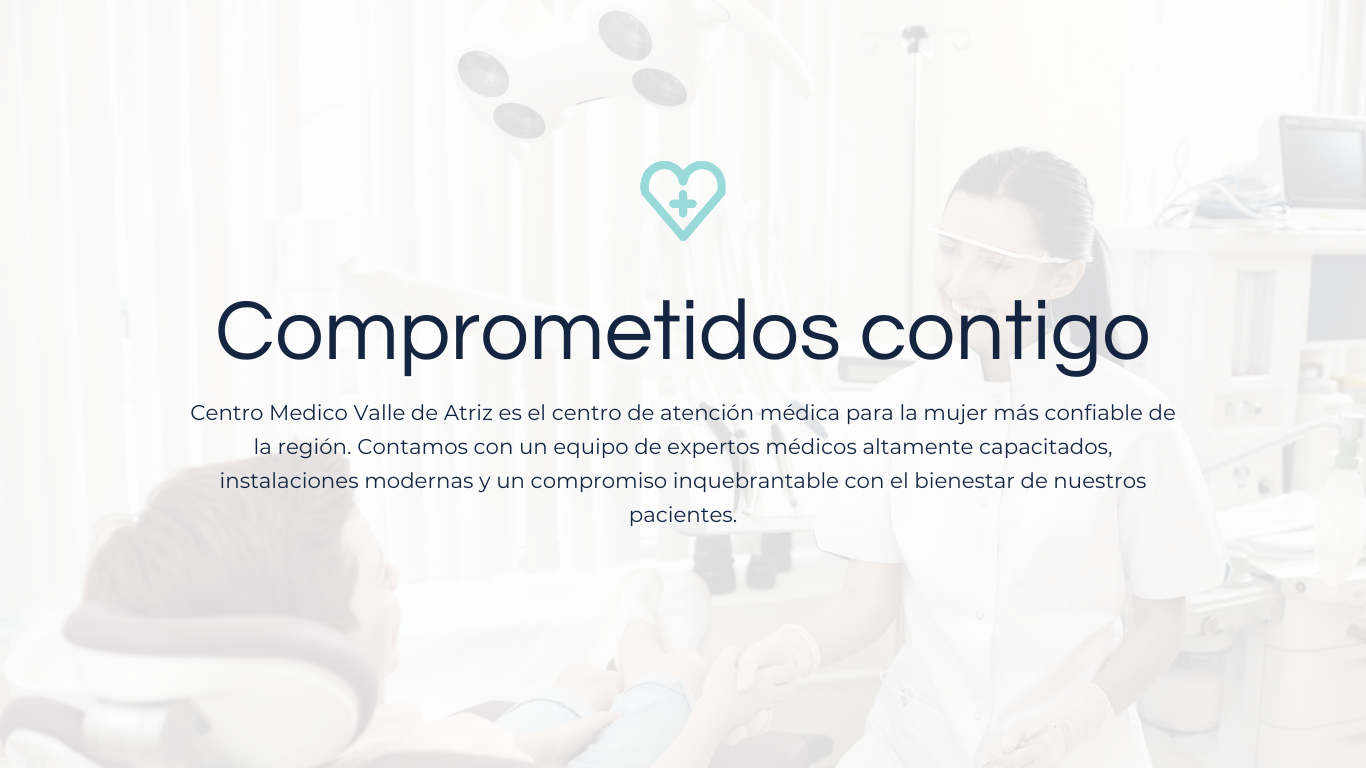 Comprometidos contigo
Centro Medico Valle de Atriz es el centro de atención médica para la mujer más confiable de
la región. Contamos con un equipo de expertos médicos altamente capacitados,
instalaciones modernas y un compromiso inquebrantable con el bienestar de nuestros
pacientes.